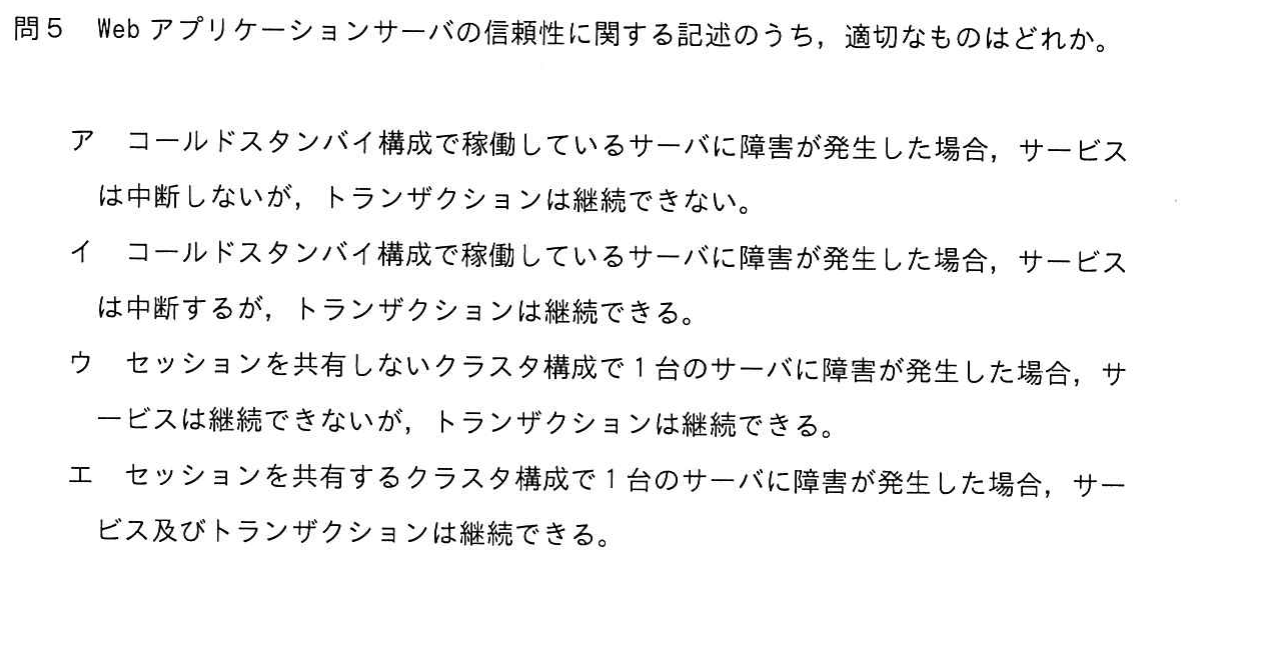 問５　Web アプリケーションサーバの信頼性に関する記述のうち，適切なものはどれか。
ア　コールドスタンバイ構成で稼働しているサーバに障害が発生した場合，サービス
は中断しないが，トランザクションは継続できない。
イ　コールドスタンバイ構成で稼働しているサーバに障害が発生した場合，サービス
は中断するが，トランザクションは継続できる。
ウ　セッションを共有しないクラスタ構成で１台のサーバに障害が発生した場合，サ
ービスは継続できないが，トランザクションは継続できる。
エ　セッションを共有するクラスタ構成で１台のサーバに障害が発生した場合，サー
ビス及びトランザクションは継続できる。